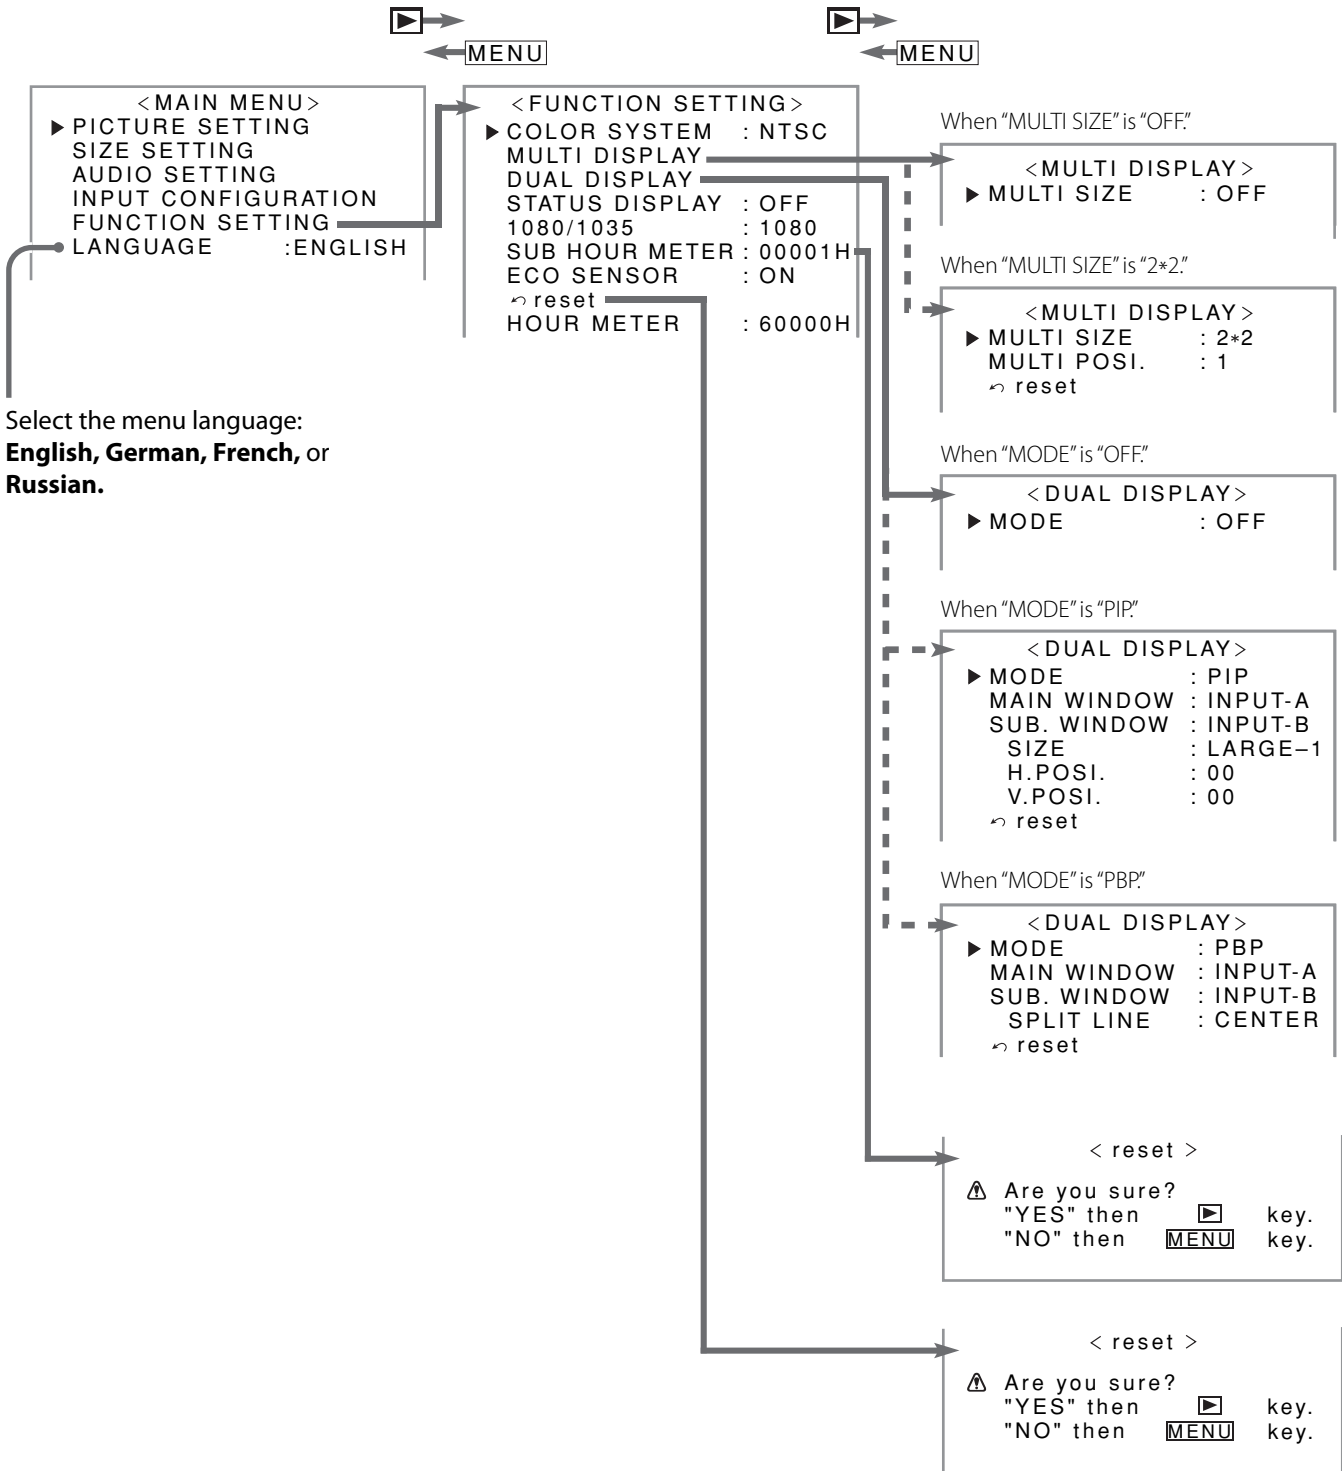 MENU
MENU
<MAIN MENU>
PICTURE SETTING
SIZE SETTING
AUDIO SETTING
INPUT CONFIGURATION
FUNCTION SETTING
LANGUAGE :ENGLISH
Select the menu language:
English, German, French, or
Russian.
<FUNCTION SETTING>
COLOR SYSTEM : NTSC
MULTI DISPLAY
DUAL DISPLAY
STATUS DISPLAY : OFF
1080/1035 : 1080
SUB HOUR METER : 00001H
ECO SENSOR : ON
reset
HOUR METER : 60000H
When “MULTI SIZE” is “OFF.”
<MULTI DISPLAY>
MULTI SIZE : OFF
When “MULTI SIZE” is “2*2.”
<MULTI DISPLAY>
MULTI SIZE : 2*2
MULTI POSI. : 1
reset
When “MODE” is “OFF.”
<DUAL DISPLAY>
MODE : OFF
When “MODE” is “PIP.”
<DUAL DISPLAY>
MODE : PIP
MAIN WINDOW : INPUT-A
SUB. WINDOW : INPUT-B
SIZE : LARGE–1
H.POSI. : 00
V.POSI. : 00
reset
When “MODE” is “PBP.”
<DUAL DISPLAY>
MODE : PBP
MAIN WINDOW : INPUT-A
SUB. WINDOW : INPUT-B
SPLIT LINE : CENTER
reset
< reset >
Are you sure?
"YES" then key.
"NO" then MENU key.
< reset >
Are you sure?
"YES" then key.
"NO" then MENU key.